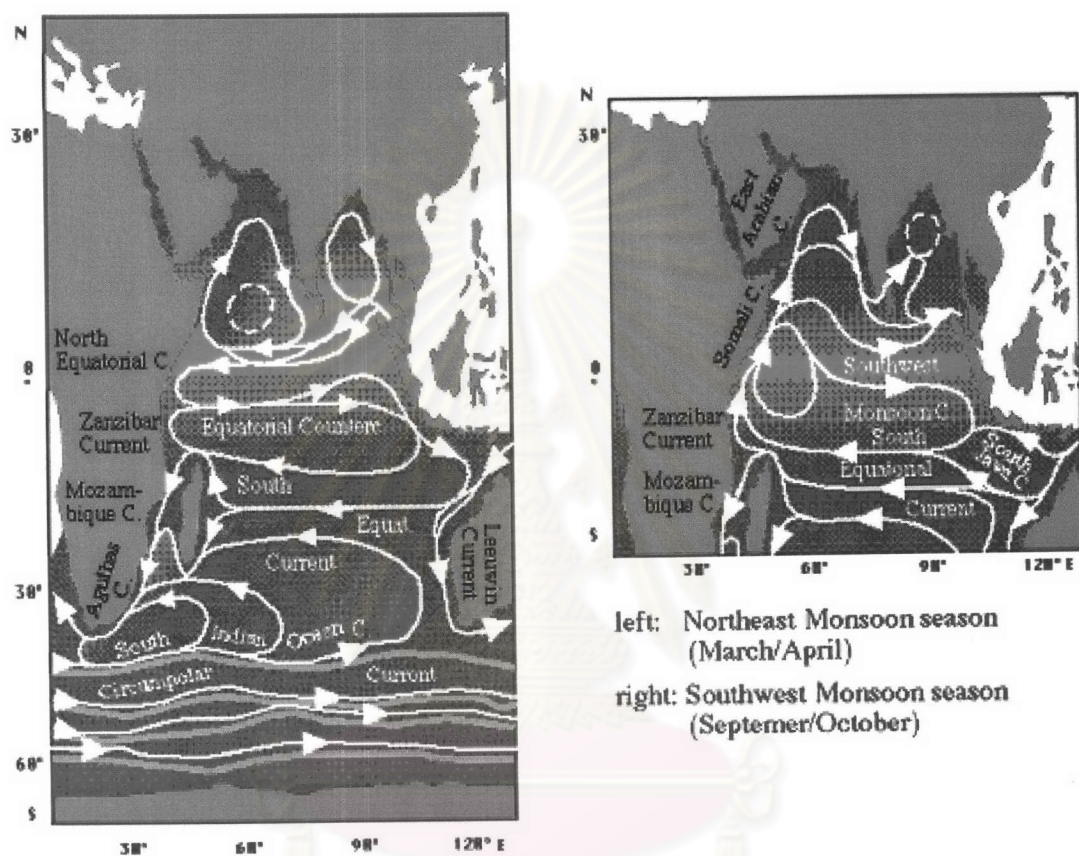 N
30°
North
Equatorial C.
0°
Zanzibar
Current
Mozam-
bique C.
Agulhas
C.
30°
60°
S
Equatorial Counterc
South
Equat
Current
Leeuwin
Current
South Indian Ocean C
Circumpolar Current
30° 60° 90° 120° E
N
30°
East
Arabian
C.
Somali C.
0°
Southwest
Monsoon C
Zanzibar
Current
South
Equational
Current
South
Java C
Mozam-
bique C.
S
30° 60° 90° 120° E
left: Northeast Monsoon season
(March/April)
right: Southwest Monsoon season
(Septemer/October)